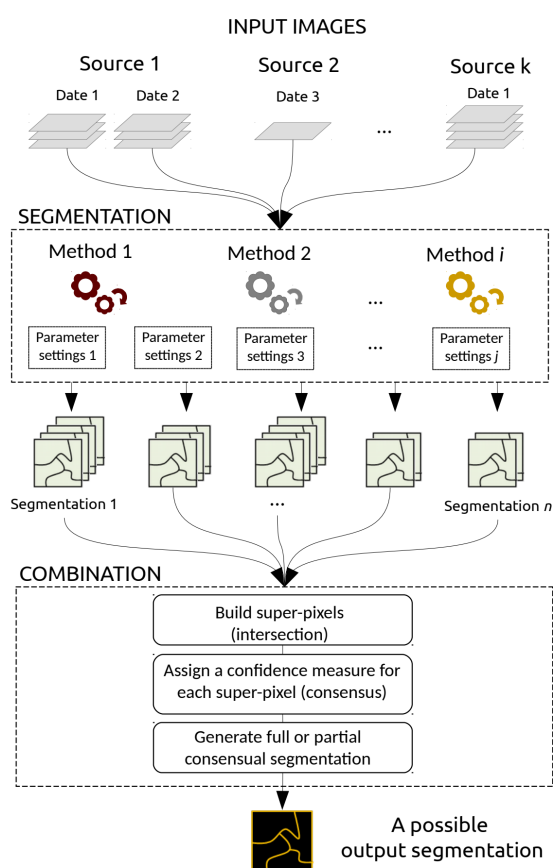 INPUT IMAGES
Source 1
Source 2
Source k
Date 1
Date 2
Date 3
Date 1
...
SEGMENTATION
Method 1
Method 2
Method i
...
Parameter
settings 1
Parameter
settings 2
Parameter
settings 3
...
Parameter
settings j
Segmentation 1
...
Segmentation n
COMBINATION
Build super-pixels
(intersection)
Assign a confidence measure for
each super-pixel (consensus)
Generate full or partial
consensual segmentation
A possible
output segmentation